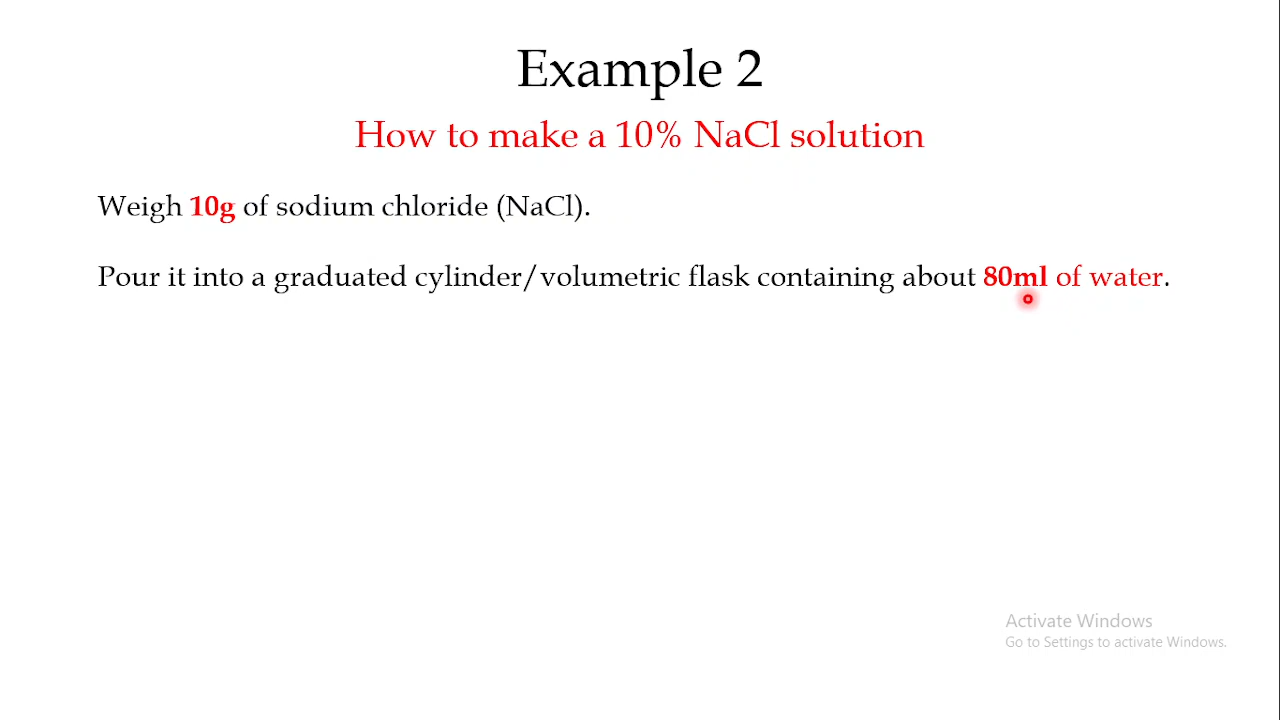 Example 2
How to make a 10% NaCl solution
Weigh 10g of sodium chloride (NaCl).
Pour it into a graduated cylinder/volumetric flask containing about 80ml of water.
Activate Windows
Go to Settings to activate Windows.